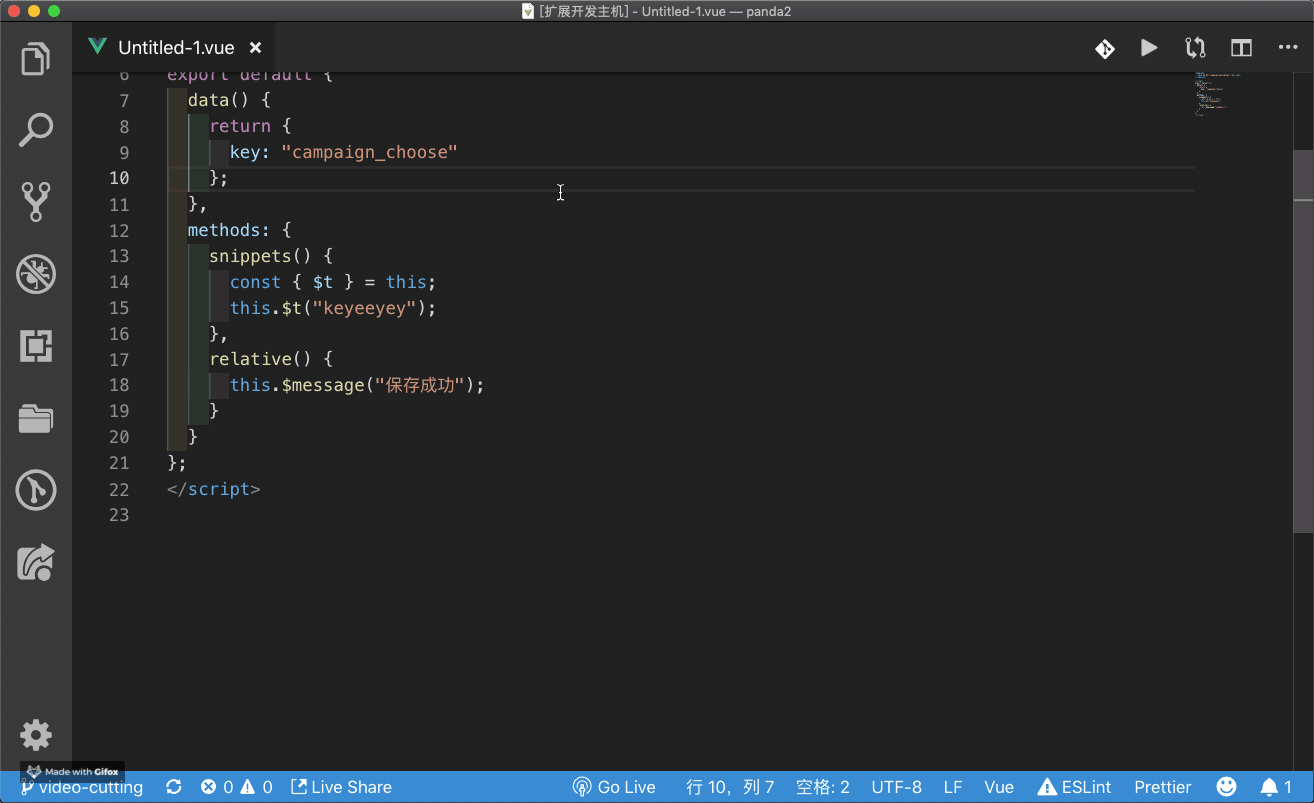 [扩展开发主机] - Untitled-1.vue — panda2
Untitled-1.vue
6 export default {
7 data() {
8 return {
9 key: "campaign_choose"
10 };
11 },
12 methods: {
13 snippets() {
14 const { $t } = this;
15 this.$t("keyeeyey");
16 },
17 relative() {
18 this.$message("保存成功");
19 }
20 }
21 };
22 </script>
23
Made with Gifox
video-cutting 0 0 Live Share Go Live 行 10，列 7 空格: 2 UTF-8 LF Vue ESLint Prettier 1